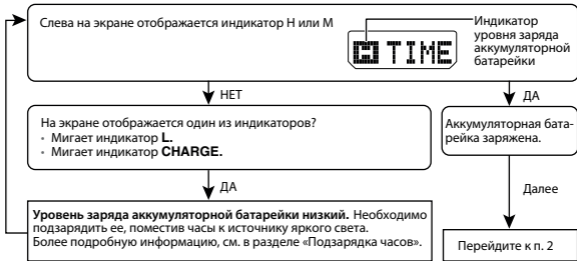 Слева на экране отображается индикатор H или M
Индикатор
уровня заряда
аккумуляторной
батарейки
TIME
НЕТ
ДА
На экране отображается один из индикаторов?
• Мигает индикатор L.
• Мигает индикатор CHARGE.
Аккумуляторная бата-
рейка заряжена.
ДА
Далее
Уровень заряда аккумуляторной батарейки низкий. Необходимо
подзарядить ее, поместив часы к источнику яркого света.
Более подробную информацию, см. в разделе «Подзарядка часов».
Перейдите к п. 2